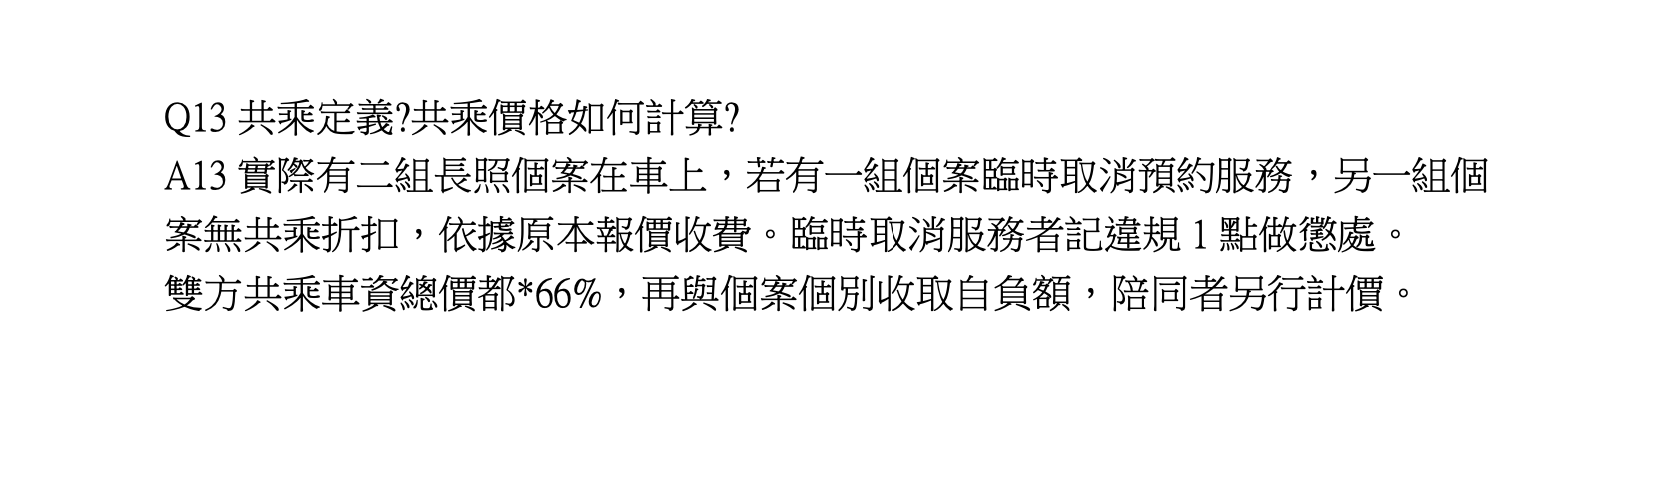 Q13 共乘定義?共乘價格如何計算?
A13 實際有二組長照個案在車上，若有一組個案臨時取消預約服務，另一組個
案無共乘折扣，依據原本報價收費。臨時取消服務者記違規 1 點做懲處。
雙方共乘車資總價都*66%，再與個案個別收取自負額，陪同者另行計價。